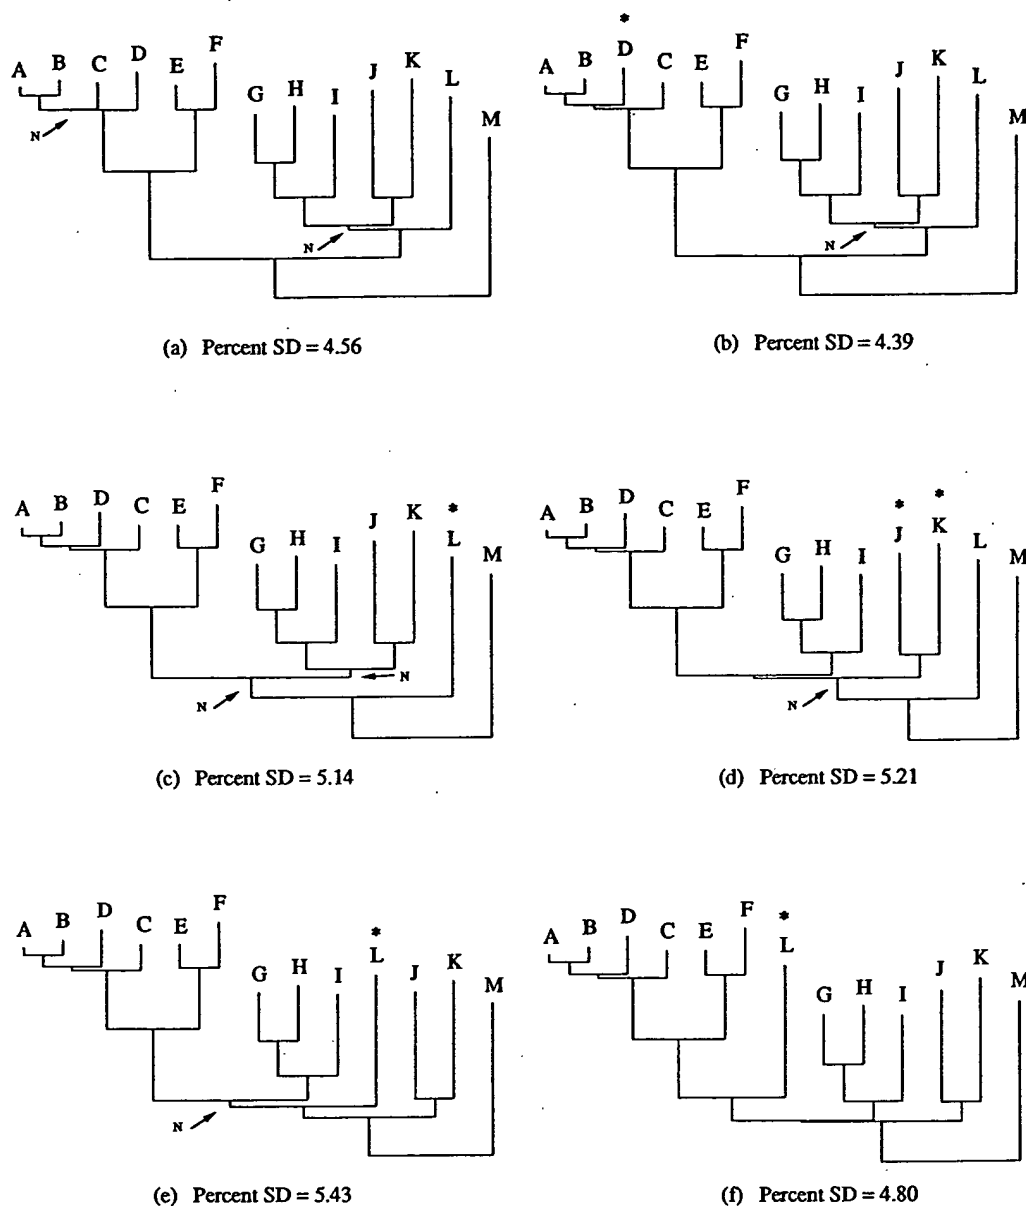 A B C D E F G H I J K L M
N N
(a) Percent SD = 4.56
*
A B D C E F G H I J K L M
N
(b) Percent SD = 4.39
*
A B D C E F G H I J K L M
N N
(c) Percent SD = 5.14
* *
A B D C E F G H I J K L M
N
(d) Percent SD = 5.21
*
A B D C E F G H I L J K M
N
(e) Percent SD = 5.43
*
A B D C E F L G H I J K M
(f) Percent SD = 4.80